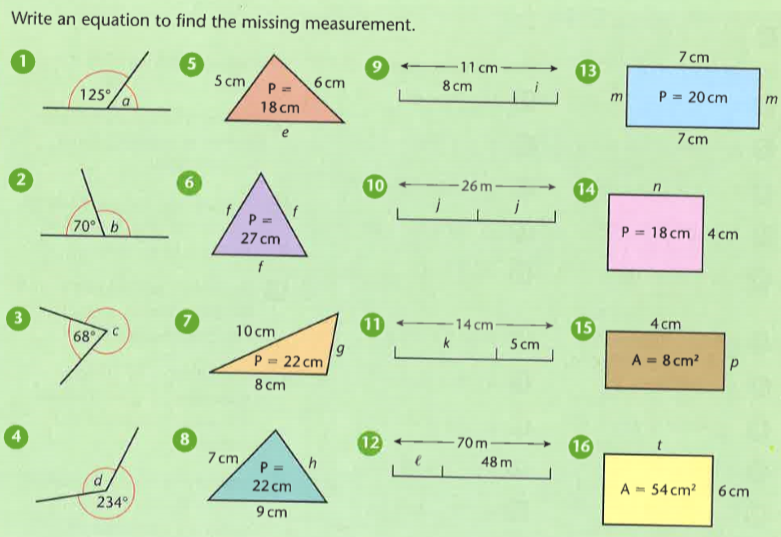 Write an equation to find the missing measurement.
1
125° a
2
70° b
3
68° c
4
d
234°
5
5 cm 6 cm
P =
18 cm
e
6
f f
P =
27 cm
f
7
10 cm
g
P = 22 cm
8 cm
8
7 cm h
P =
22 cm
9 cm
9
11 cm
8 cm i
10
26 m
j j
11
14 cm
k 5 cm
12
70 m
ℓ 48 m
13
7 cm
m P = 20 cm m
7 cm
14
n
P = 18 cm 4 cm
15
4 cm
A = 8 cm² p
16
t
A = 54 cm² 6 cm